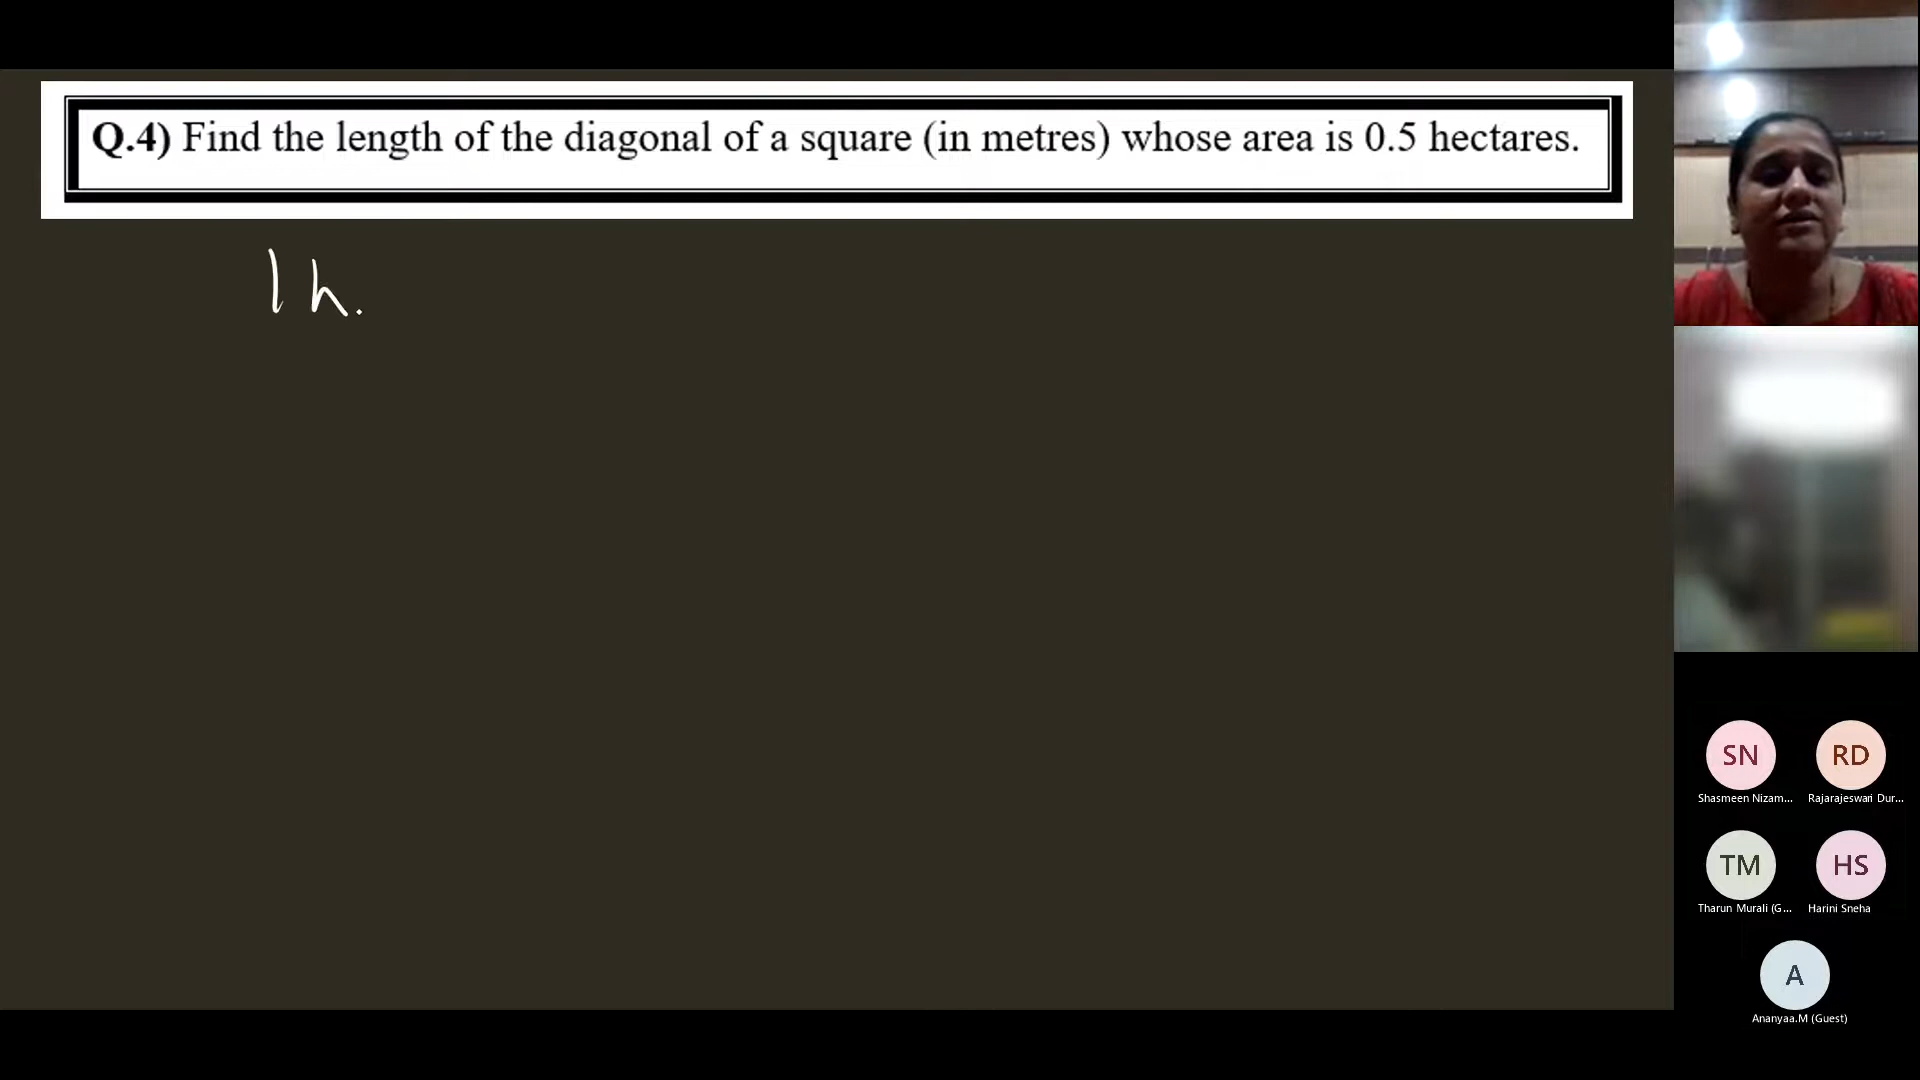 Q.4) Find the length of the diagonal of a square (in metres) whose area is 0.5 hectares.
1 h.
SN
RD
Shasmeen Nizam...
Rajarajeswari Dur...
TM
HS
Tharun Murali (G...
Harini Sneha
A
Ananyaa.M (Guest)